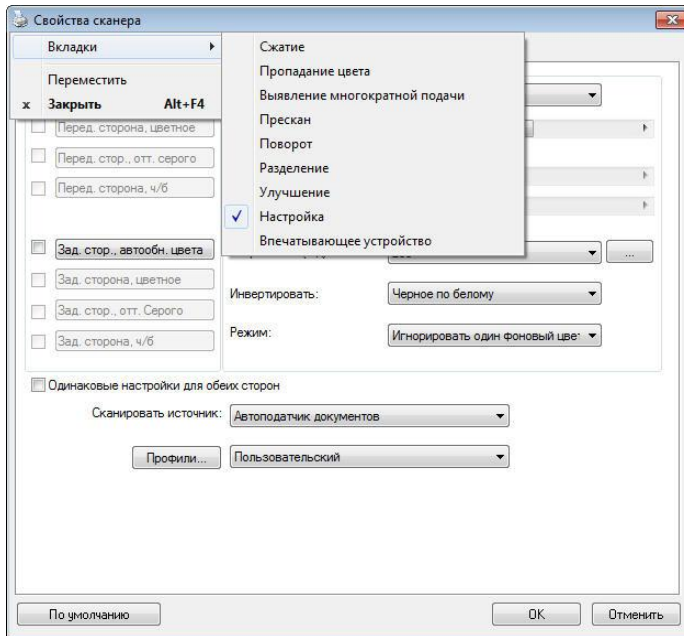 Свойства сканера
Вкладки
Переместить
x Закрыть Alt+F4
Сжатие
Пропадание цвета
Выявление многократной подачи
Прескан
Поворот
Разделение
Улучшение
Настройка
Впечатывающее устройство
Перед. сторона, цветное
Перед. стор., отт. серого
Перед. сторона, ч/б
Зад. стор., автообн. цвета
...
Зад. сторона, цветное
Инвертировать: Черное по белому
Зад. стор., отт. Серого
Режим: Игнорировать один фоновый цвет
Зад. сторона, ч/б
Одинаковые настройки для обеих сторон
Сканировать источник: Автоподатчик документов
Профили... Пользовательский
По умолчанию OK Отменить